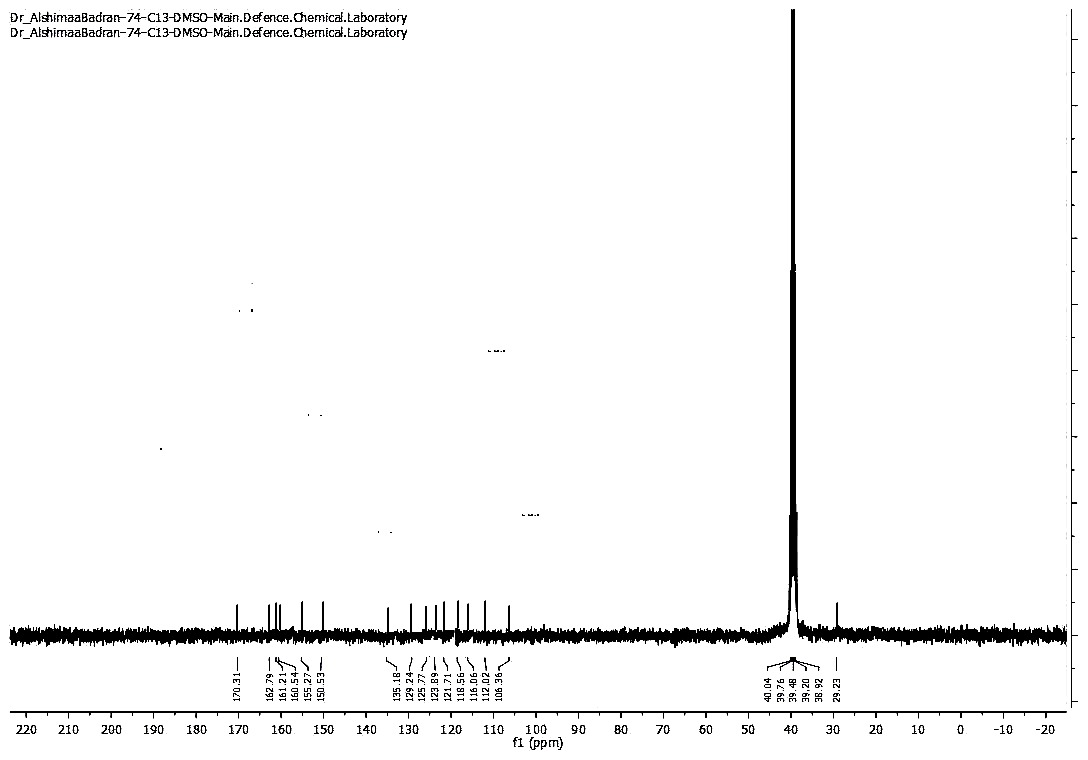 Dr_AlshimaaBadran-74-C13-DMSO-Main.Defence.Chemical.Laboratory
Dr_AlshimaaBadran-74-C13-DMSO-Main.Defence.Chemical.Laboratory
170.31 162.79 161.21 160.54 155.27 150.53 135.18 129.24 125.77 123.89 121.71 118.56 116.06 112.02 106.36 40.04 39.76 39.48 39.20 38.92 29.23
220 210 200 190 180 170 160 150 140 130 120 110 100 90 80 70 60 50 40 30 20 10 0 -10 -20
f1 (ppm)